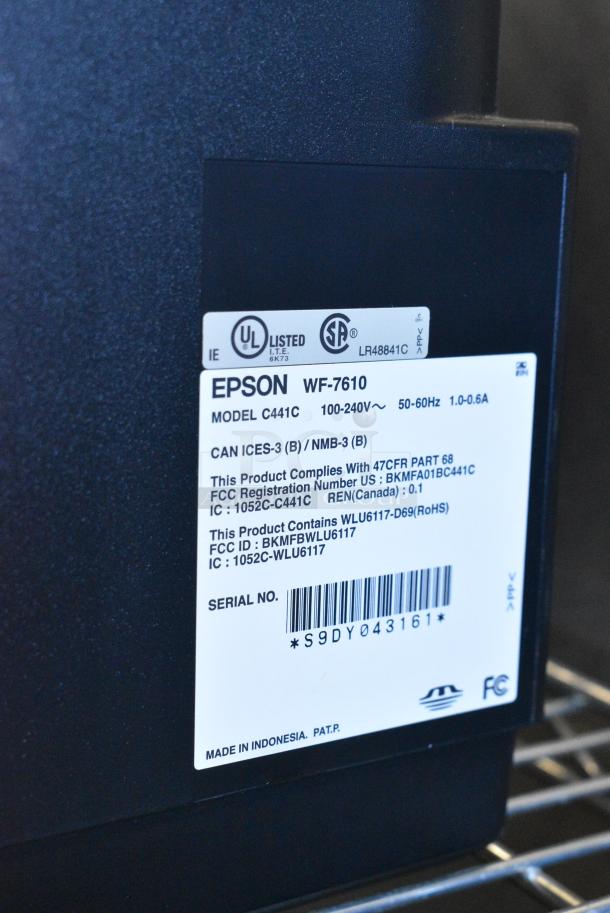 IE UL® LISTED
I.T.E.
6K73
SA®
LR48841C
EPSON WF-7610
MODEL C441C 100-240V～ 50-60Hz 1.0-0.6A
CAN ICES-3 (B) / NMB-3 (B)
This Product Complies With 47CFR PART 68
FCC Registration Number US : BKMFA01BC441C
IC : 1052C-C441C REN(Canada) : 0.1
This Product Contains WLU6117-D69(RoHS)
FCC ID : BKMFBWLU6117
IC : 1052C-WLU6117
SERIAL NO.
*S9DY043161*
FC
MADE IN INDONESIA. PAT.P.